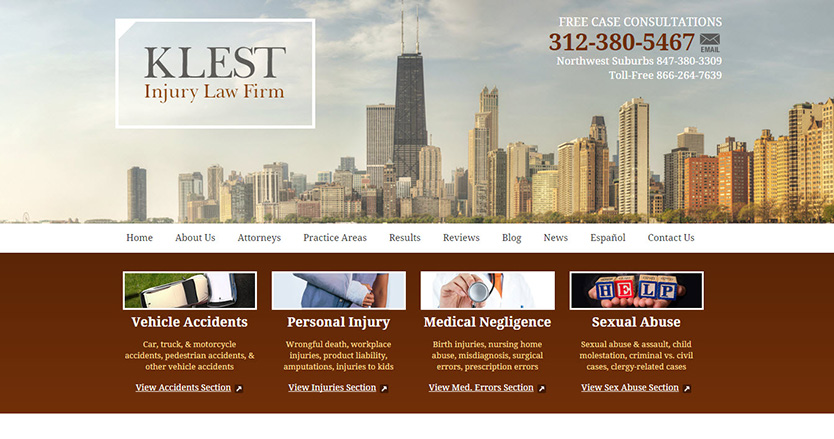 FREE CASE CONSULTATIONS
312-380-5467
EMAIL
Northwest Suburbs 847-380-3309
Toll-Free 866-264-7639
KLEST
Injury Law Firm
Home About Us Attorneys Practice Areas Results Reviews Blog News Español Contact Us
HELP
Vehicle Accidents
Car, truck, & motorcycle
accidents, pedestrian accidents, &
other vehicle accidents
View Accidents Section
Personal Injury
Wrongful death, workplace
injuries, product liability,
amputations, injuries to kids
View Injuries Section
Medical Negligence
Birth injuries, nursing home
abuse, misdiagnosis, surgical
errors, prescription errors
View Med. Errors Section
Sexual Abuse
Sexual abuse & assault, child
molestation, criminal vs. civil
cases, clergy-related cases
View Sex Abuse Section